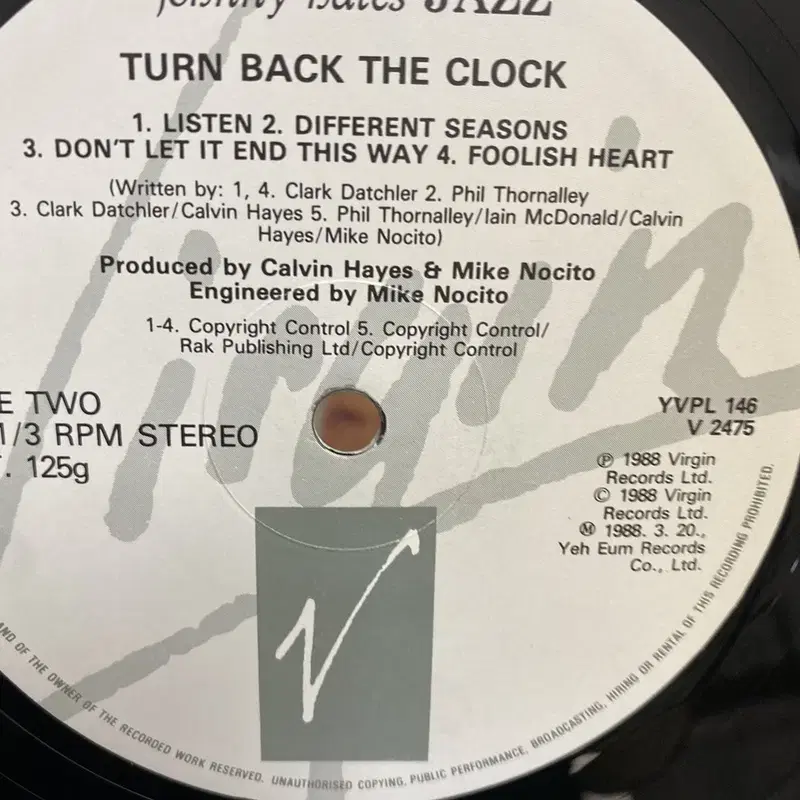 Johnny Hates JAZZ
TURN BACK THE CLOCK
1. LISTEN 2. DIFFERENT SEASONS
3. DON'T LET IT END THIS WAY 4. FOOLISH HEART
(Written by: 1, 4. Clark Datchler 2. Phil Thornalley
3. Clark Datchler/Calvin Hayes 5. Phil Thornalley/Iain McDonald/Calvin
Hayes/Mike Nocito)
Produced by Calvin Hayes & Mike Nocito
Engineered by Mike Nocito
1-4. Copyright Control 5. Copyright Control/
Rak Publishing Ltd/Copyright Control
E TWO
1/3 RPM STEREO
. 125g
YVPL 146
V 2475
Ⓟ 1988 Virgin
Records Ltd.
© 1988 Virgin
Records Ltd.
Ⓜ 1988. 3. 20.,
Yeh Eum Records
Co., Ltd.
Virgin
AND OF THE OWNER OF THE RECORDED WORK RESERVED. UNAUTHORISED COPYING, PUBLIC PERFORMANCE, BROADCASTING, HIRING OR RENTAL OF THIS RECORDING PROHIBITED.